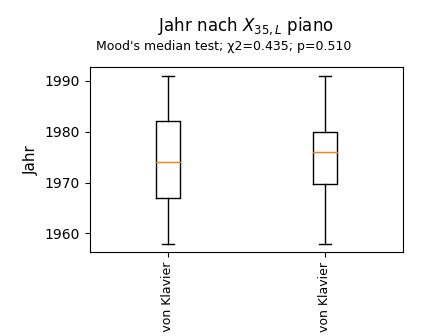 Jahr nach X35,L piano
Mood's median test; χ2=0.435; p=0.510
1990
1980
1970
1960
Jahr
von Klavier
von Klavier